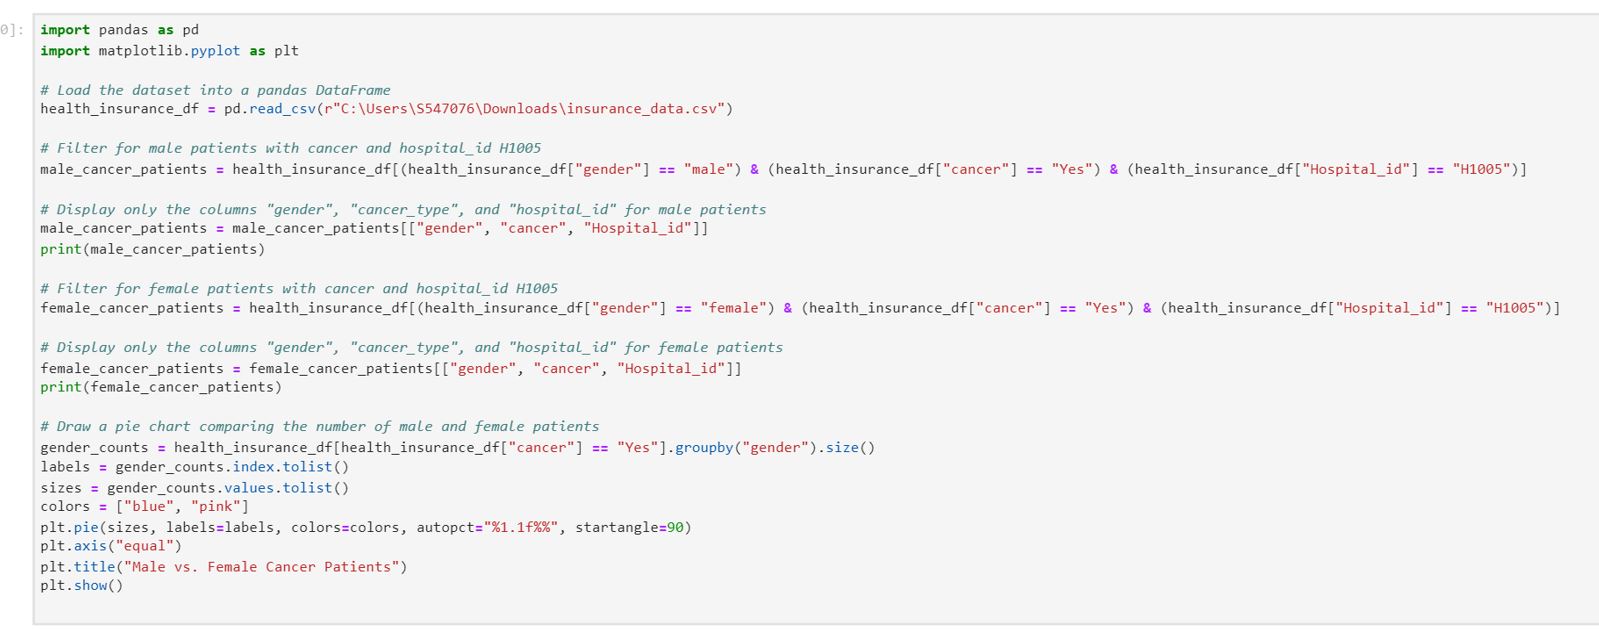 0]:
import pandas as pd
import matplotlib.pyplot as plt
# Load the dataset into a pandas DataFrame
health_insurance_df = pd.read_csv(r"C:\Users\S547076\Downloads\insurance_data.csv")
# Filter for male patients with cancer and hospital_id H1005
male_cancer_patients = health_insurance_df[(health_insurance_df["gender"] == "male") & (health_insurance_df["cancer"] == "Yes") & (health_insurance_df["Hospital_id"] == "H1005")]
# Display only the columns "gender", "cancer_type", and "hospital_id" for male patients
male_cancer_patients = male_cancer_patients[["gender", "cancer", "Hospital_id"]]
print(male_cancer_patients)
# Filter for female patients with cancer and hospital_id H1005
female_cancer_patients = health_insurance_df[(health_insurance_df["gender"] == "female") & (health_insurance_df["cancer"] == "Yes") & (health_insurance_df["Hospital_id"] == "H1005")]
# Display only the columns "gender", "cancer_type", and "hospital_id" for female patients
female_cancer_patients = female_cancer_patients[["gender", "cancer", "Hospital_id"]]
print(female_cancer_patients)
# Draw a pie chart comparing the number of male and female patients
gender_counts = health_insurance_df[health_insurance_df["cancer"] == "Yes"].groupby("gender").size()
labels = gender_counts.index.tolist()
sizes = gender_counts.values.tolist()
colors = ["blue", "pink"]
plt.pie(sizes, labels=labels, colors=colors, autopct="%1.1f%%", startangle=90)
plt.axis("equal")
plt.title("Male vs. Female Cancer Patients")
plt.show()